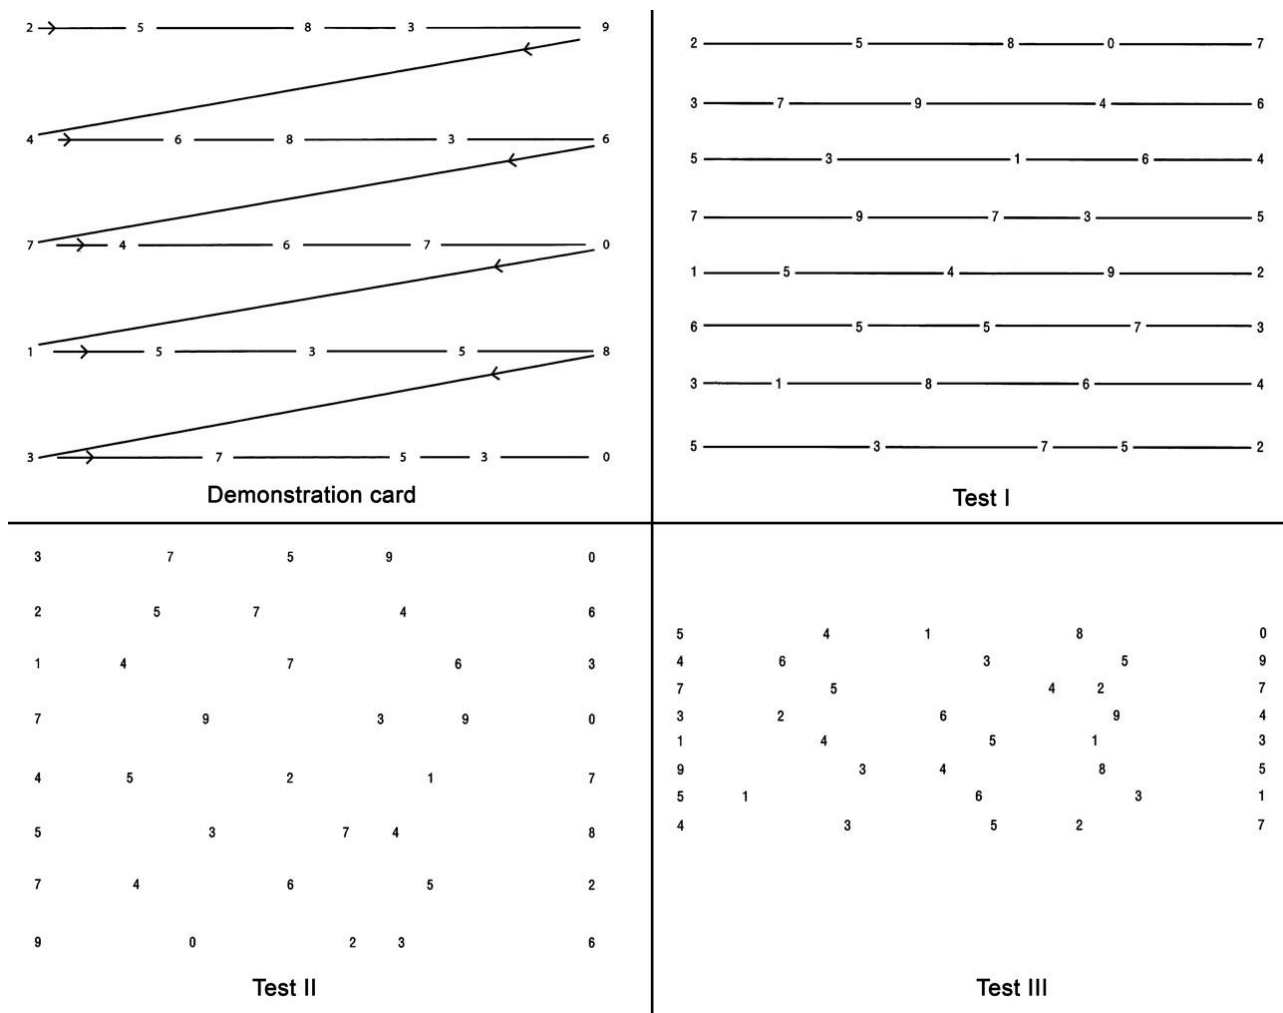 2 5 8 3 9
4 6 8 3 6
7 4 6 7 0
1 5 3 5 8
3 7 5 3 0
Demonstration card
2 5 8 0 7
3 7 9 4 6
5 3 1 6 4
7 9 7 3 5
1 5 4 9 2
6 5 5 7 3
3 1 8 6 4
5 3 7 5 2
Test I
3 7 5 9 0
2 5 7 4 6
1 4 7 6 3
7 9 3 9 0
4 5 2 1 7
5 3 7 4 8
7 4 6 5 2
9 0 2 3 6
Test II
5 4 1 8 0
4 6 3 5 9
7 5 4 2 7
3 2 6 9 4
1 4 5 1 3
9 3 4 8 5
5 1 6 3 1
4 3 5 2 7
Test III